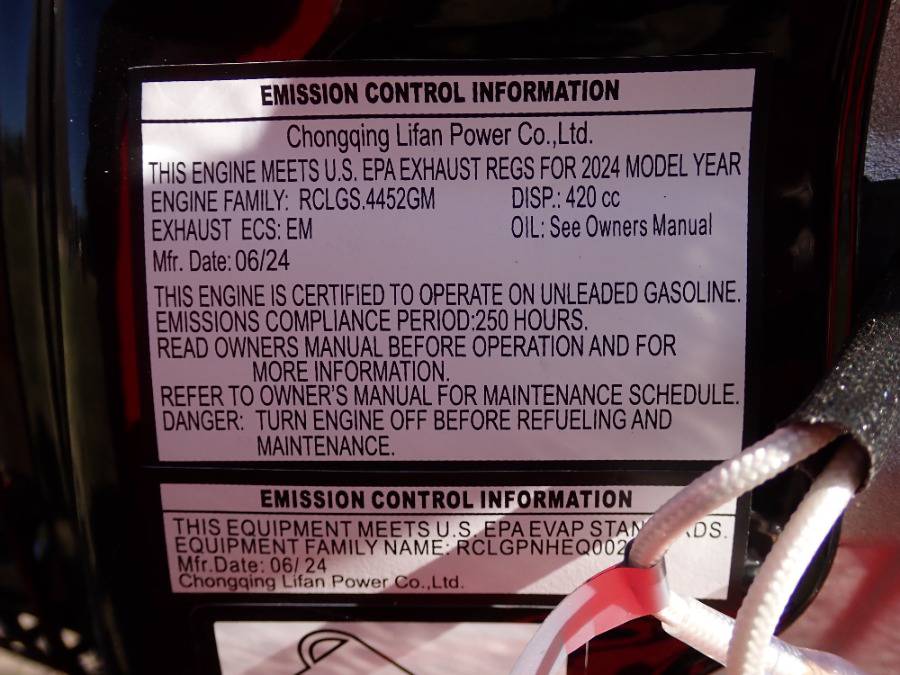 EMISSION CONTROL INFORMATION
Chongqing Lifan Power Co.,Ltd.
THIS ENGINE MEETS U.S. EPA EXHAUST REGS FOR 2024 MODEL YEAR
ENGINE FAMILY: RCLGS.4452GM DISP.: 420 cc
EXHAUST ECS: EM OIL: See Owners Manual
Mfr. Date: 06/24
THIS ENGINE IS CERTIFIED TO OPERATE ON UNLEADED GASOLINE.
EMISSIONS COMPLIANCE PERIOD:250 HOURS.
READ OWNERS MANUAL BEFORE OPERATION AND FOR
MORE INFORMATION.
REFER TO OWNER'S MANUAL FOR MAINTENANCE SCHEDULE.
DANGER: TURN ENGINE OFF BEFORE REFUELING AND
MAINTENANCE.
EMISSION CONTROL INFORMATION
THIS EQUIPMENT MEETS U.S. EPA EVAP
EQUIPMENT FAMILY NAME:
Mfr.Date: 06/ 24
Chongqing Lifan Power Co.,Ltd.